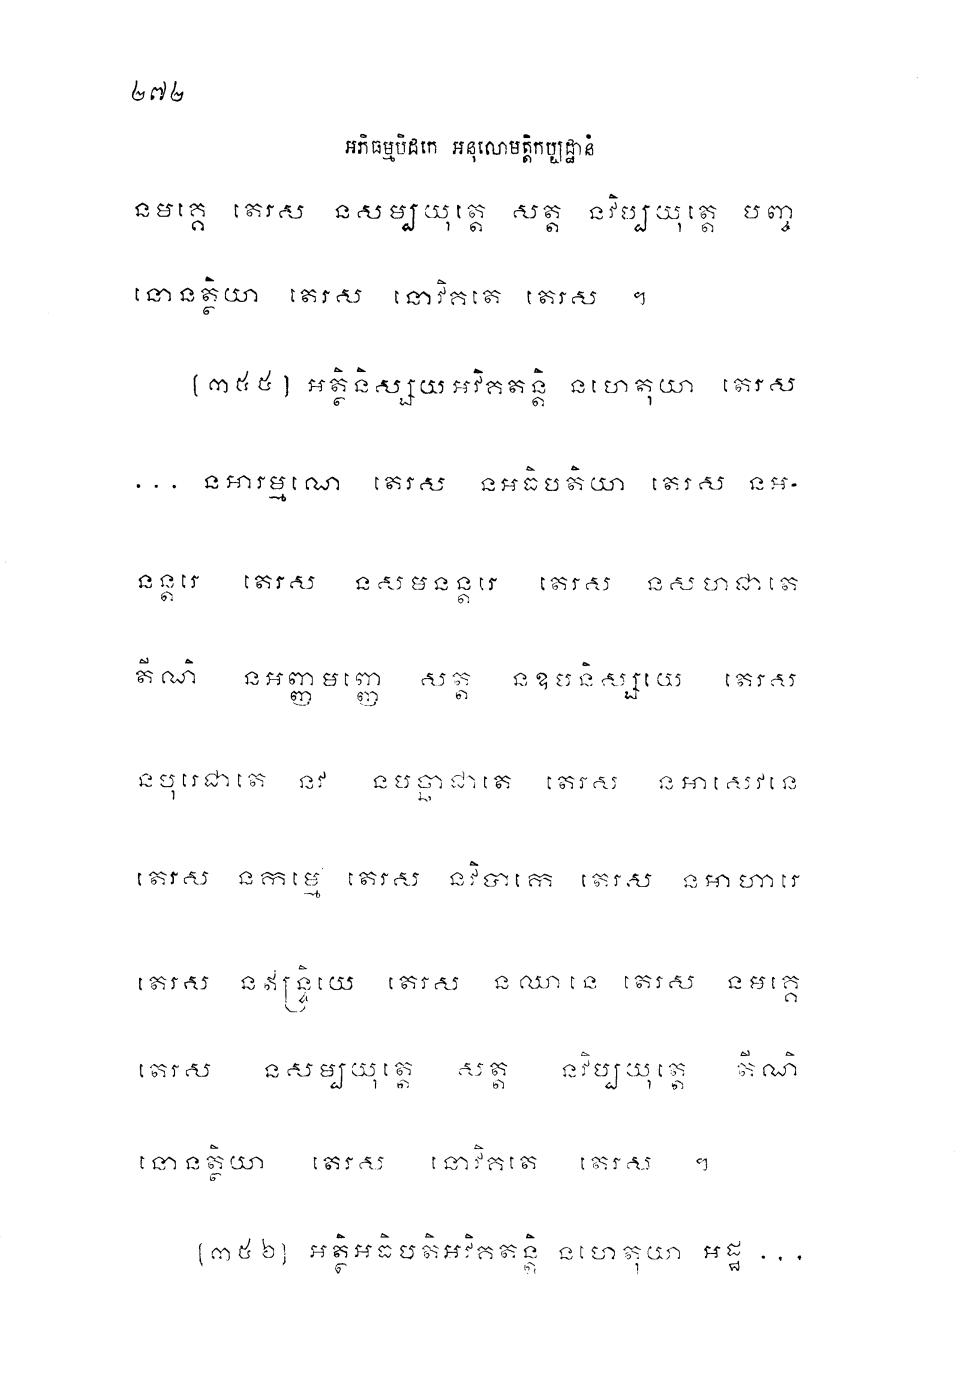 ២៧២
អភិធម្មបិដកេ អនុលោមត្តិកប្បដ្ឋានំ
នមគ្គេ តេរស នសម្បយុត្តេ សត្ត នវិប្បយុត្តេ បញ្ច
នោនត្ថិយា តេរស នោវិគតេ តេរស ។
[៣៥៥] អត្ថិនិស្សយអវិគតន្តិ នហេតុយា តេរស
... នអារម្មណេ តេរស នអធិបតិយា តេរស នអ-
នន្តរេ តេរស នសមនន្តរេ តេរស នសហជាតេ
តីណិ នអញ្ញមញ្ញេ សត្ត នឧបនិស្សយេ តេរស
នបុរេជាតេ នវ នបច្ឆាជាតេ តេរស នអាសេវនេ
តេរស នកម្មេ តេរស នវិបាកេ តេរស នអាហារេ
តេរស នឥន្ទ្រិយេ តេរស នឈានេ តេរស នមគ្គេ
តេរស នសម្បយុត្តេ សត្ត នវិប្បយុត្តេ តីណិ
នោនត្ថិយា តេរស នោវិគតេ តេរស ។
[៣៥៦] អត្ថិអធិបតិអវិគតន្តិ នហេតុយា អដ្ឋ ...